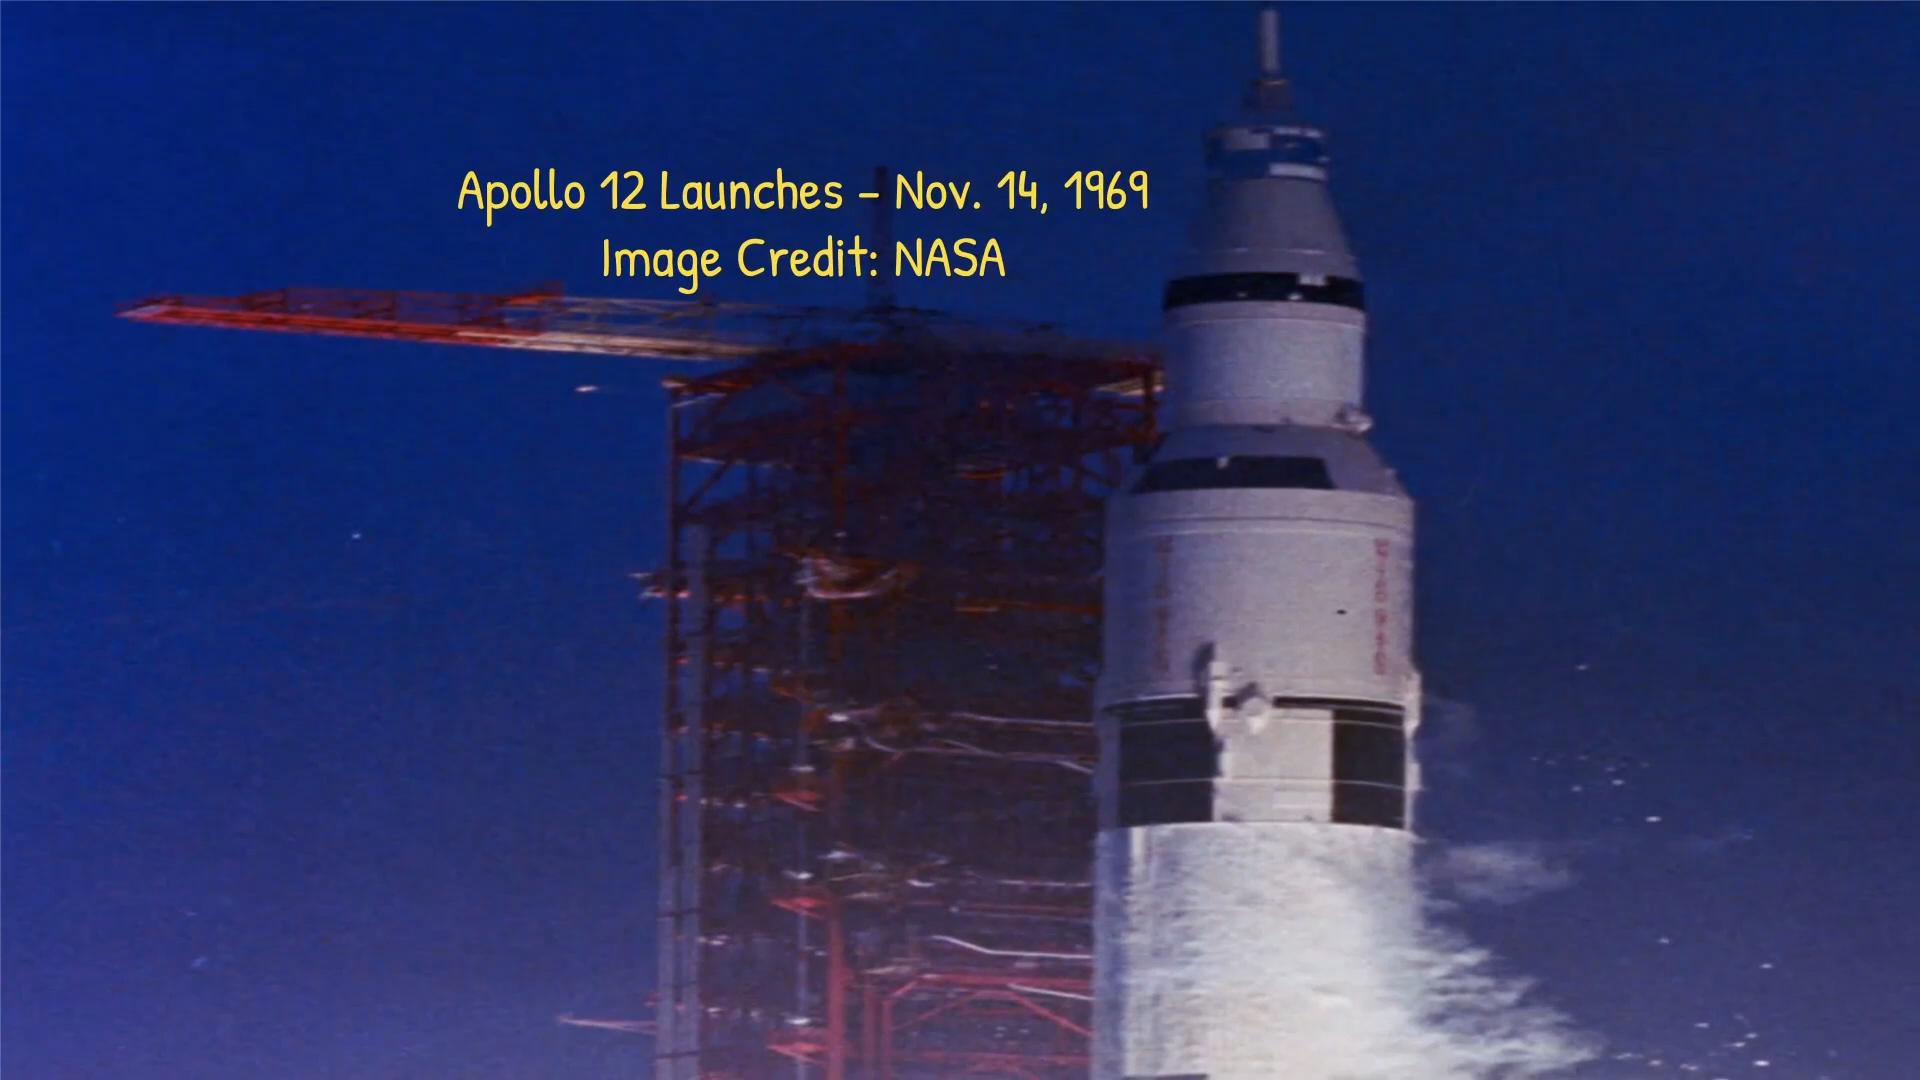 Apollo 12 Launches - Nov. 14, 1969
Image Credit: NASA